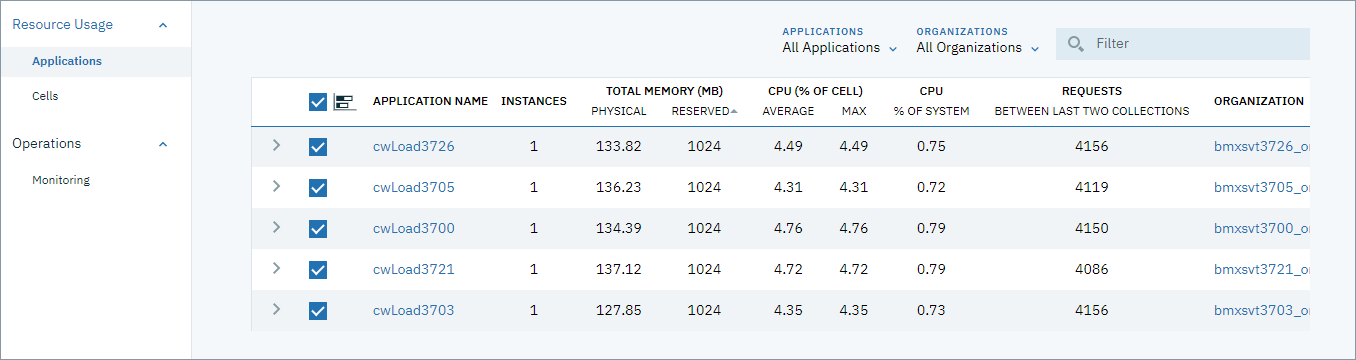 Resource Usage
Applications
Cells
Operations
Monitoring
APPLICATIONS ORGANIZATIONS
All Applications All Organizations Filter
APPLICATION NAME INSTANCES TOTAL MEMORY (MB) CPU (% OF CELL) CPU REQUESTS ORGANIZATION
PHYSICAL RESERVED AVERAGE MAX % OF SYSTEM BETWEEN LAST TWO COLLECTIONS
cwLoad3726 1 133.82 1024 4.49 4.49 0.75 4156 bmxsvt3726_o
cwLoad3705 1 136.23 1024 4.31 4.31 0.72 4119 bmxsvt3705_o
cwLoad3700 1 134.39 1024 4.76 4.76 0.79 4150 bmxsvt3700_o
cwLoad3721 1 137.12 1024 4.72 4.72 0.79 4086 bmxsvt3721_o
cwLoad3703 1 127.85 1024 4.35 4.35 0.73 4156 bmxsvt3703_o